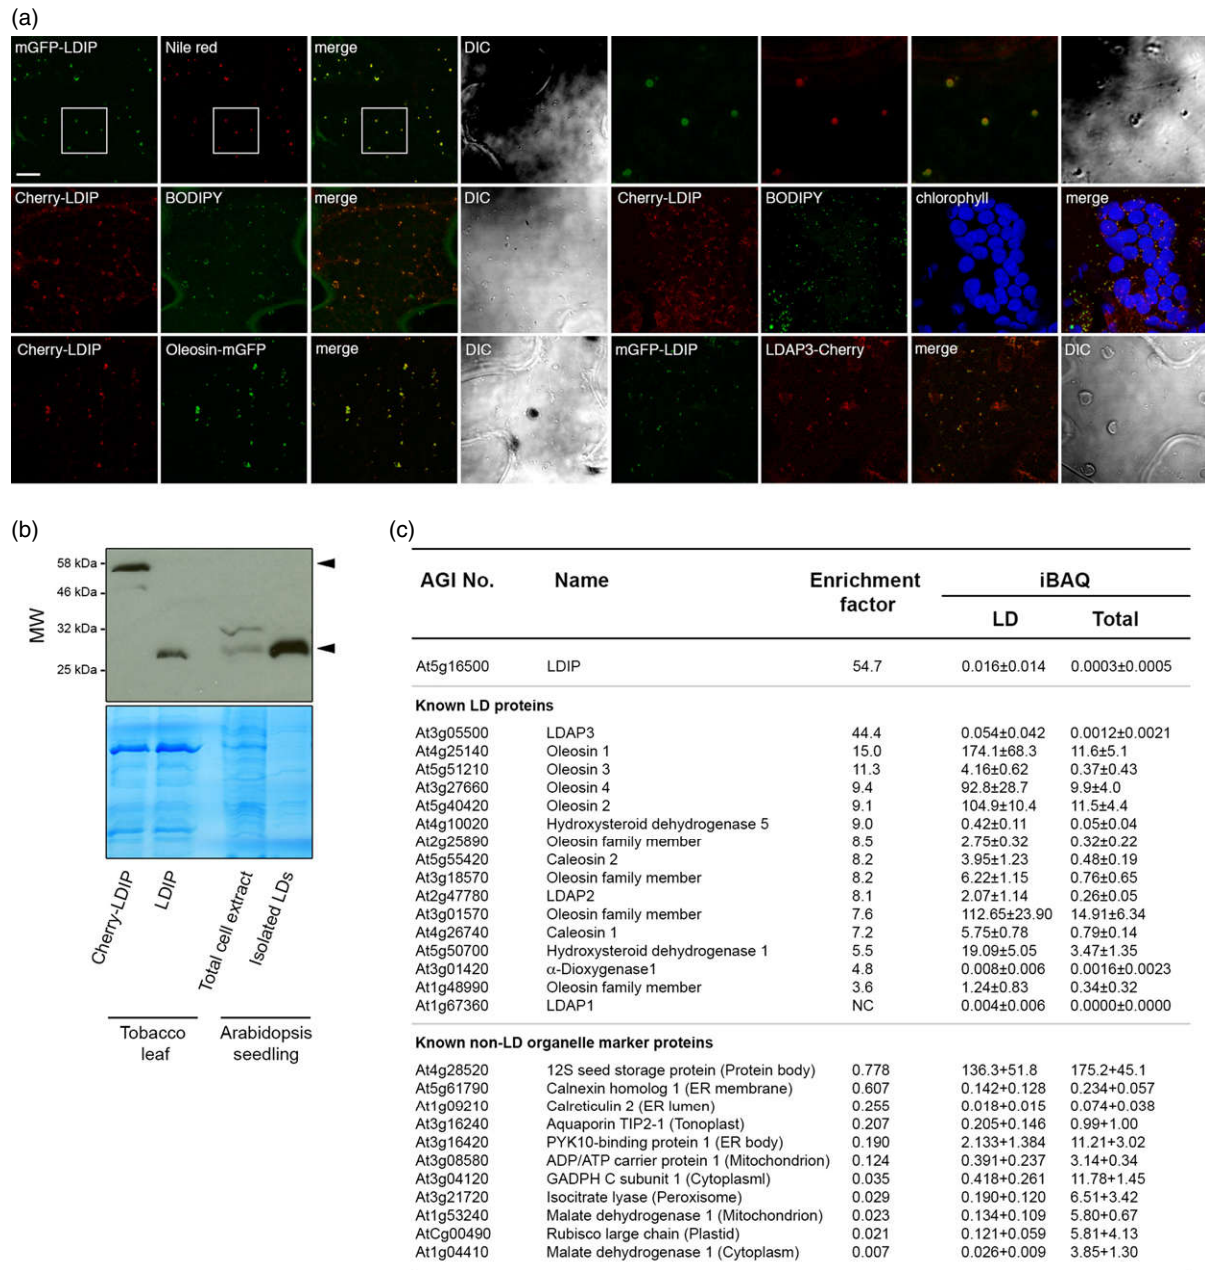 (a)
mGFP-LDIP Nile red merge DIC
Cherry-LDIP BODIPY merge DIC Cherry-LDIP BODIPY chlorophyll merge
Cherry-LDIP Oleosin-mGFP merge DIC mGFP-LDIP LDAP3-Cherry merge DIC
(b)
MW
58 kDa
46 kDa
32 kDa
25 kDa
Cherry-LDIP
LDIP
Total cell extract
Isolated LDs
Tobacco leaf
Arabidopsis seedling
(c)
AGI No. Name Enrichment factor iBAQ
LD Total
At5g16500 LDIP 54.7 0.016±0.014 0.0003±0.0005
Known LD proteins
At3g05500 LDAP3 44.4 0.054±0.042 0.0012±0.0021
At4g25140 Oleosin 1 15.0 174.1±68.3 11.6±5.1
At5g51210 Oleosin 3 11.3 4.16±0.62 0.37±0.43
At3g27660 Oleosin 4 9.4 92.8±28.7 9.9±4.0
At5g40420 Oleosin 2 9.1 104.9±10.4 11.5±4.4
At4g10020 Hydroxysteroid dehydrogenase 5 9.0 0.42±0.11 0.05±0.04
At2g25890 Oleosin family member 8.5 2.75±0.32 0.32±0.22
At5g55420 Caleosin 2 8.2 3.95±1.23 0.48±0.19
At3g18570 Oleosin family member 8.2 6.22±1.15 0.76±0.65
At2g47780 LDAP2 8.1 2.07±1.14 0.26±0.05
At3g01570 Oleosin family member 7.6 112.65±23.90 14.91±6.34
At4g26740 Caleosin 1 7.2 5.75±0.78 0.79±0.14
At5g50700 Hydroxysteroid dehydrogenase 1 5.5 19.09±5.05 3.47±1.35
At3g01420 α-Dioxygenase1 4.8 0.008±0.006 0.0016±0.0023
At1g48990 Oleosin family member 3.6 1.24±0.83 0.34±0.32
At1g67360 LDAP1 NC 0.004±0.006 0.0000±0.0000
Known non-LD organelle marker proteins
At4g28520 12S seed storage protein (Protein body) 0.778 136.3+51.8 175.2+45.1
At5g61790 Calnexin homolog 1 (ER membrane) 0.607 0.142+0.128 0.234+0.057
At1g09210 Calreticulin 2 (ER lumen) 0.255 0.018+0.015 0.074+0.038
At3g16240 Aquaporin TIP2-1 (Tonoplast) 0.207 0.205+0.146 0.99+1.00
At3g16420 PYK10-binding protein 1 (ER body) 0.190 2.133+1.384 11.21+3.02
At3g08580 ADP/ATP carrier protein 1 (Mitochondrion) 0.124 0.391+0.237 3.14+0.34
At3g04120 GADPH C subunit 1 (Cytoplasml) 0.035 0.418+0.261 11.78+1.45
At3g21720 Isocitrate lyase (Peroxisome) 0.029 0.190+0.120 6.51+3.42
At1g53240 Malate dehydrogenase 1 (Mitochondrion) 0.023 0.134+0.109 5.80+0.67
AtCg00490 Rubisco large chain (Plastid) 0.021 0.121+0.059 5.81+4.13
At1g04410 Malate dehydrogenase 1 (Cytoplasm) 0.007 0.026+0.009 3.85+1.30